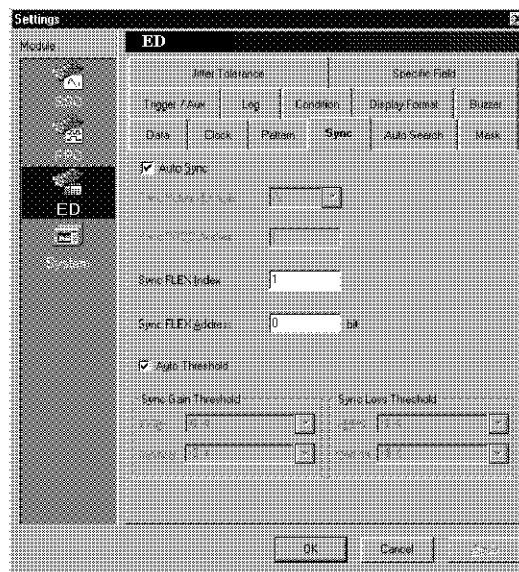 Settings
Module
ED
Jitter Tolerance
Specific Field
Trigger / Aux
Log
Condition
Display Format
Buzzer
Data
Clock
Pattern
Sync
Auto Search
Mask
PPG
ED
System
Auto Sync
Sync FLEX Index
1
Sync FLEX Address
0
bit
Auto Threshold
Sync Gain Threshold
Sync Loss Threshold
OK
Cancel